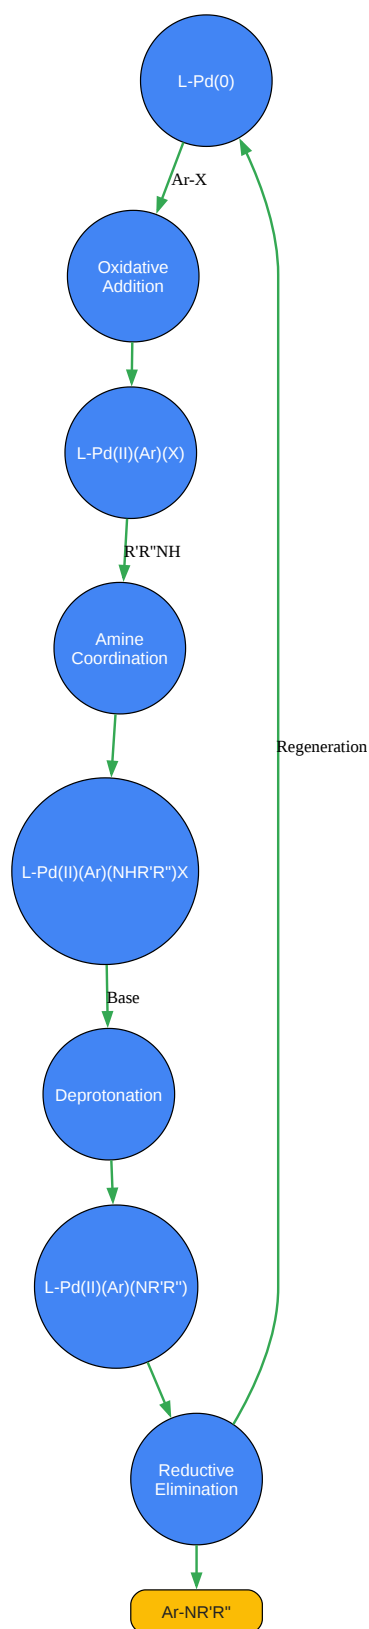 L-Pd(0)
Ar-X
Oxidative
Addition
L-Pd(II)(Ar)(X)
R'R''NH
Amine
Coordination
Regeneration
L-Pd(II)(Ar)(NHR'R'')X
Base
Deprotonation
L-Pd(II)(Ar)(NR'R'')
Reductive
Elimination
Ar-NR'R''